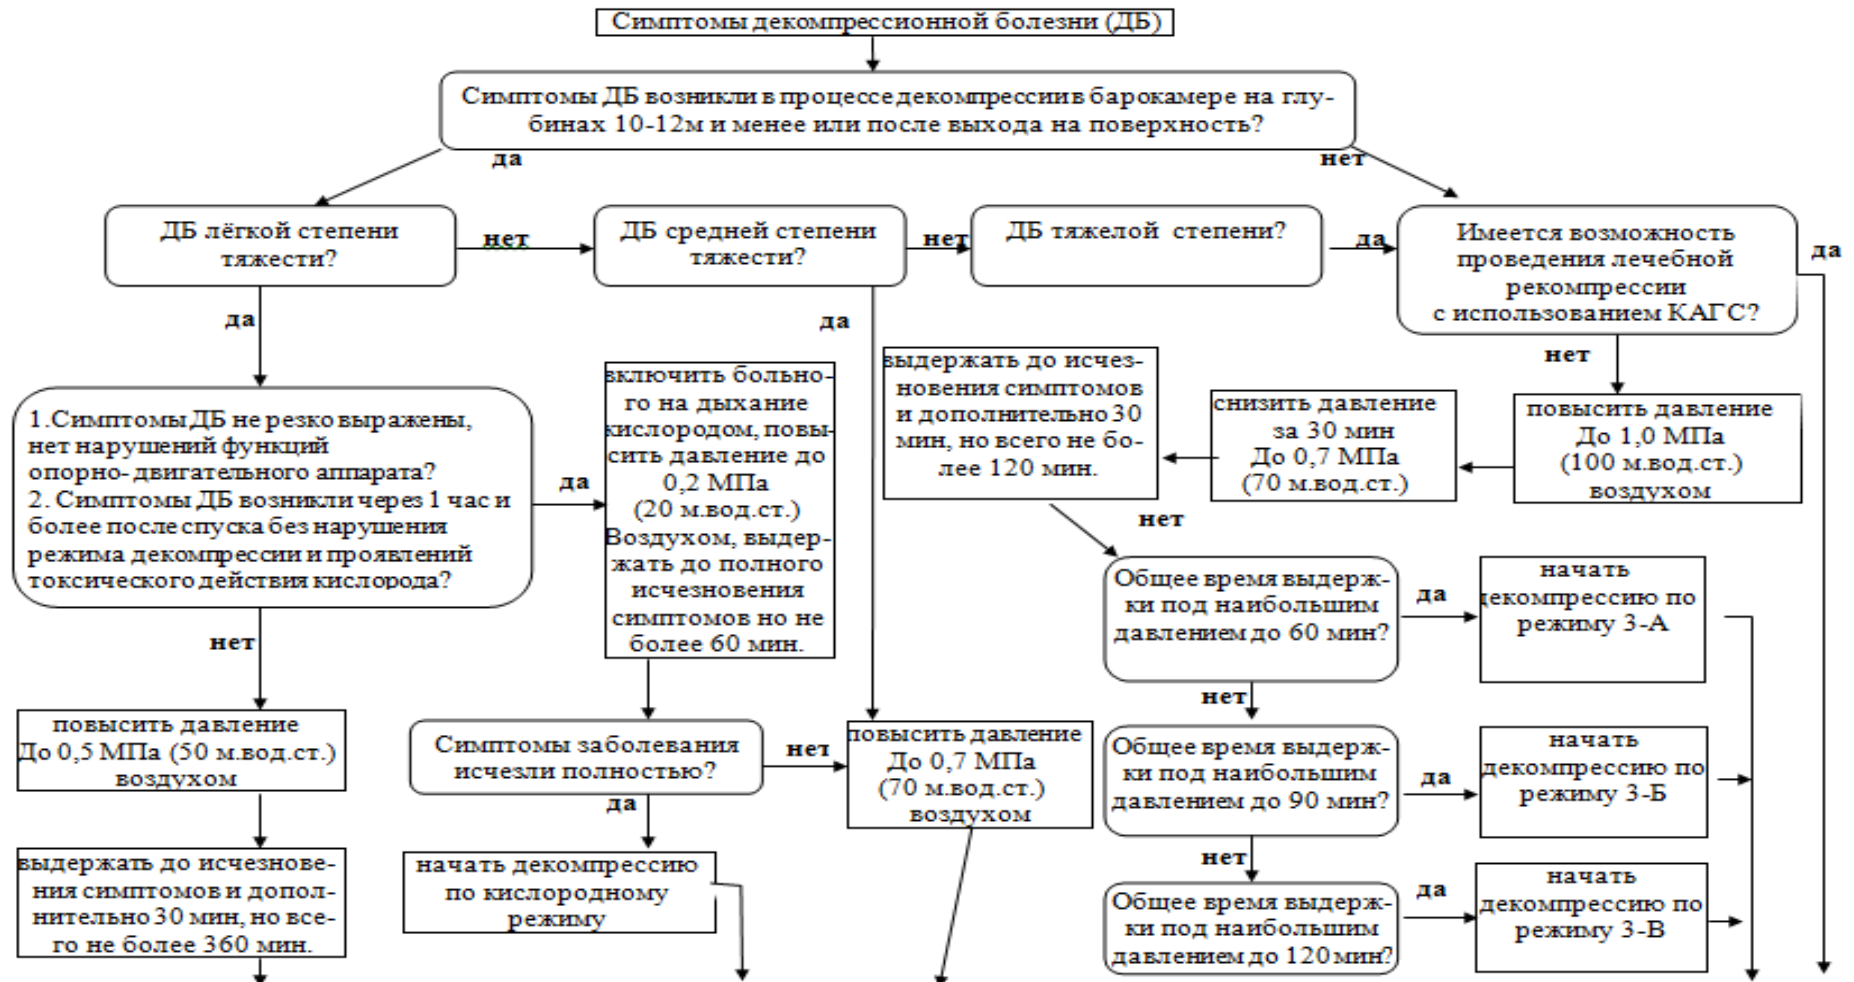 Симптомы декомпрессионной болезни (ДБ)
Симптомы ДБ возникли в процессе декомпрессии в барокамере на глу-
бинах 10-12м и менее или после выхода на поверхность?
да
нет
ДБ лёгкой степени
тяжести?
нет
ДБ средней степени
тяжести?
нет
ДБ тяжелой степени?
да
Имеется возможность
проведения лечебной
рекомпрессии
с использованием КАГС?
да
да
да
нет
1.Симптомы ДБ не резко выражены,
нет нарушений функций
опорно-двигательного аппарата?
2. Симптомы ДБ возникли через 1 час и
более после спуска без нарушения
режима декомпрессии и проявлений
токсического действия кислорода?
да
включить больно-
го на дыхание
кислородом, повы-
сить давление до
0,2 МПа
(20 м.вод.ст.)
Воздухом, выдер-
жать до полного
исчезновения
симптомов но не
более 60 мин.
выдержать до исчез-
новения симптомов
и дополнительно 30
мин, но всего не бо-
лее 120 мин.
снизить давление
за 30 мин
До 0,7 МПа
(70 м.вод.ст.)
повысить давление
До 1,0 МПа
(100 м.вод.ст.)
воздухом
нет
Общее время выдерж-
ки под наибольшим
давлением до 60 мин?
да
начать
декомпрессию по
режиму 3-А
нет
нет
повысить давление
До 0,5 МПа (50 м.вод.ст.)
воздухом
Симптомы заболевания
исчезли полностью?
нет
повысить давление
До 0,7 МПа
(70 м.вод.ст.)
воздухом
Общее время выдерж-
ки под наибольшим
давлением до 90 мин?
да
начать
декомпрессию по
режиму 3-Б
да
нет
выдержать до исчезнове-
ния симптомов и допол-
нительно 30 мин, но все-
го не более 360 мин.
начать декомпрессию
по кислородному
режиму
Общее время выдерж-
ки под наибольшим
давлением до 120 мин?
да
начать
декомпрессию по
режиму 3-В